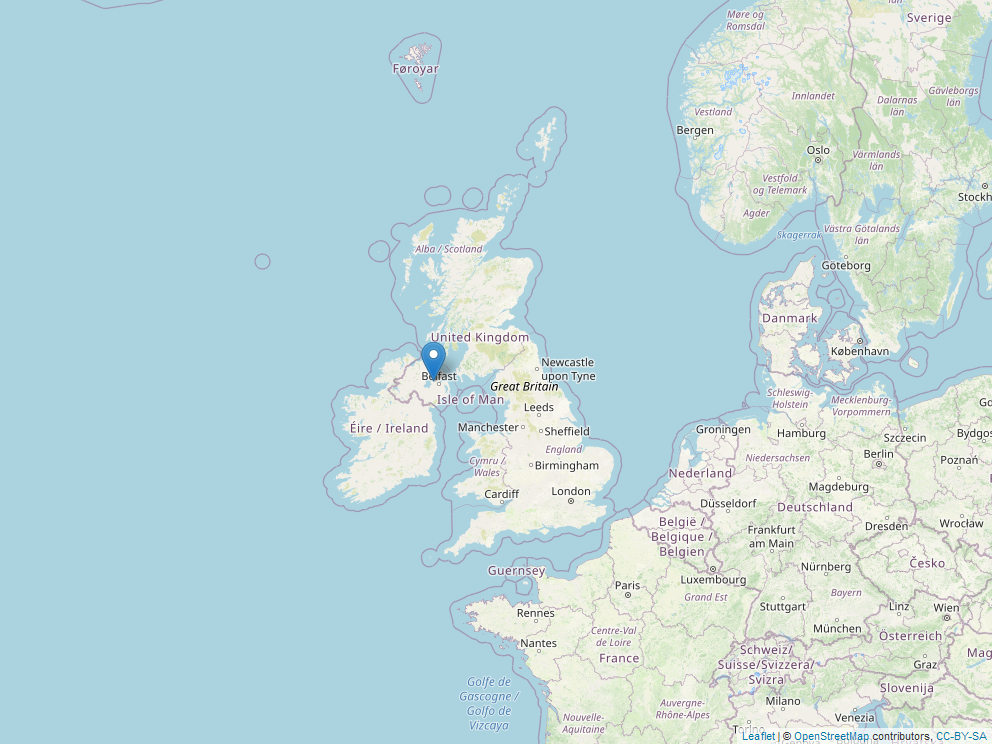 Møre og
Romsdal
Sverige
Føroyar
Innlandet
Dalarnas
län
Gävleborgs
län
Vestland
Bergen
Oslo
Värmlands
län
Vestfold
og Telemark
Stockh
Agder
Skagerrak
Västra Götalands
län
Alba / Scotland
Göteborg
Danmark
United Kingdom
København
Newcastle
upon Tyne
Belfast
Great Britain
Isle of Man
Leeds
Schleswig-
Holstein
Mecklenburg-
Vorpommern
Éire / Ireland
Manchester
Sheffield
Groningen
Hamburg
Szczecin
Bydgos
England
Cymru /
Wales
Birmingham
Niedersachsen
Berlin
Poznań
Nederland
Cardiff
London
Magdeburg
Düsseldorf
Deutschland
België /
Belgique /
Belgien
Frankfurt
am Main
Dresden
Wrocław
Guernsey
Luxembourg
Nürnberg
Česko
Paris
Grand Est
Bayern
Rennes
Stuttgart
Linz
Wien
Nantes
Centre-Val
de Loire
München
Österreich
France
Schweiz/
Suisse/Svizzera/
Svizra
Graz
Mag
Golfe de
Gascogne /
Golfo de
Vizcaya
Slovenija
Auvergne-
Rhône-Alpes
Milano
Nouvelle-
Aquitaine
Venezia
Torino
Leaflet | © OpenStreetMap contributors, CC-BY-SA